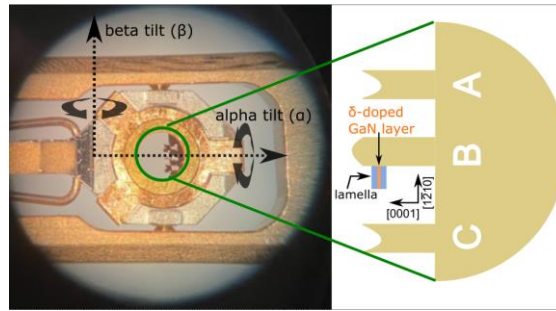 beta tilt (β)
alpha tilt (α)
A
δ-doped
GaN layer
B
lamella
[0001]
[12̄10]
C